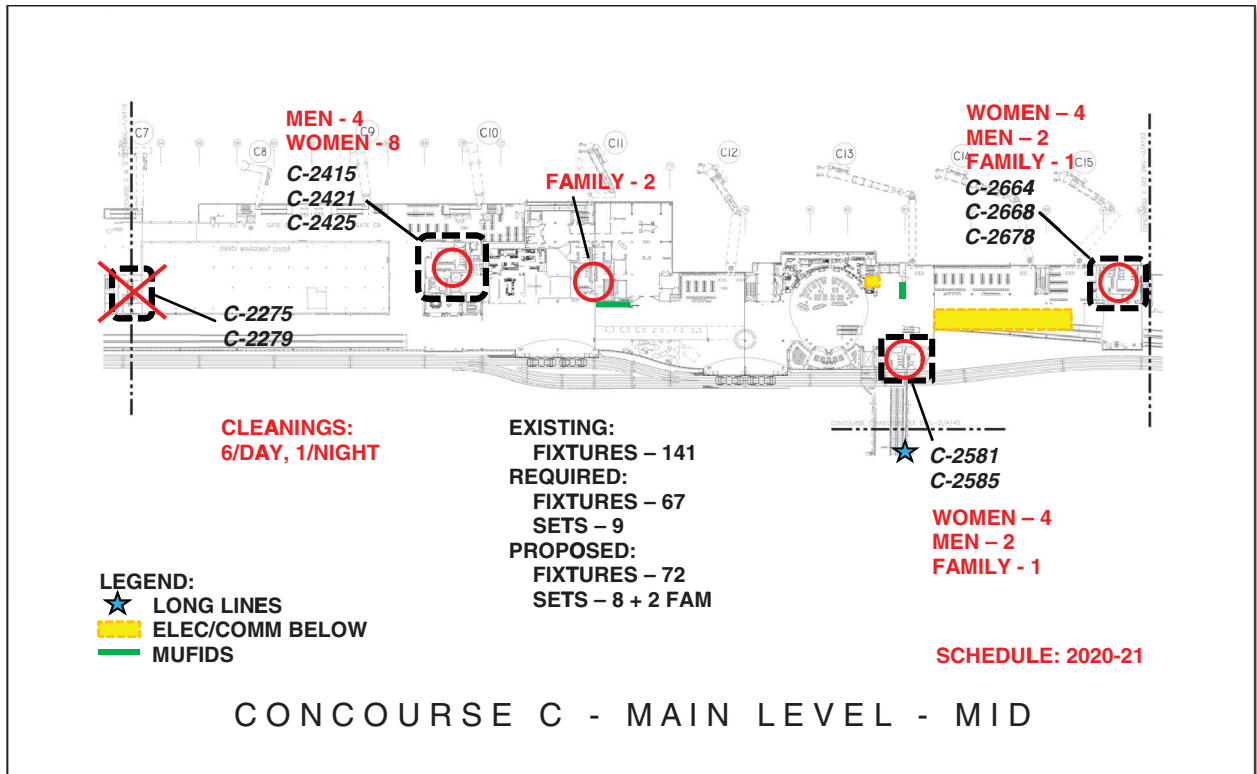 MEN - 4
WOMEN - 8
C-2415
C-2421
C-2425
FAMILY - 2
WOMEN – 4
MEN – 2
FAMILY - 1
C-2664
C-2668
C-2678
C7
C8
C9
C10
C11
C12
C13
C15
ENERGY MANAGEMENT CENTER
C-2275
C-2279
C-2581
C-2585
WOMEN – 4
MEN – 2
FAMILY - 1
CLEANINGS:
6/DAY, 1/NIGHT
EXISTING:
FIXTURES – 141
REQUIRED:
FIXTURES – 67
SETS – 9
PROPOSED:
FIXTURES – 72
SETS – 8 + 2 FAM
LEGEND:
LONG LINES
ELEC/COMM BELOW
MUFIDS
SCHEDULE: 2020-21
CONCOURSE C - MAIN LEVEL - MID